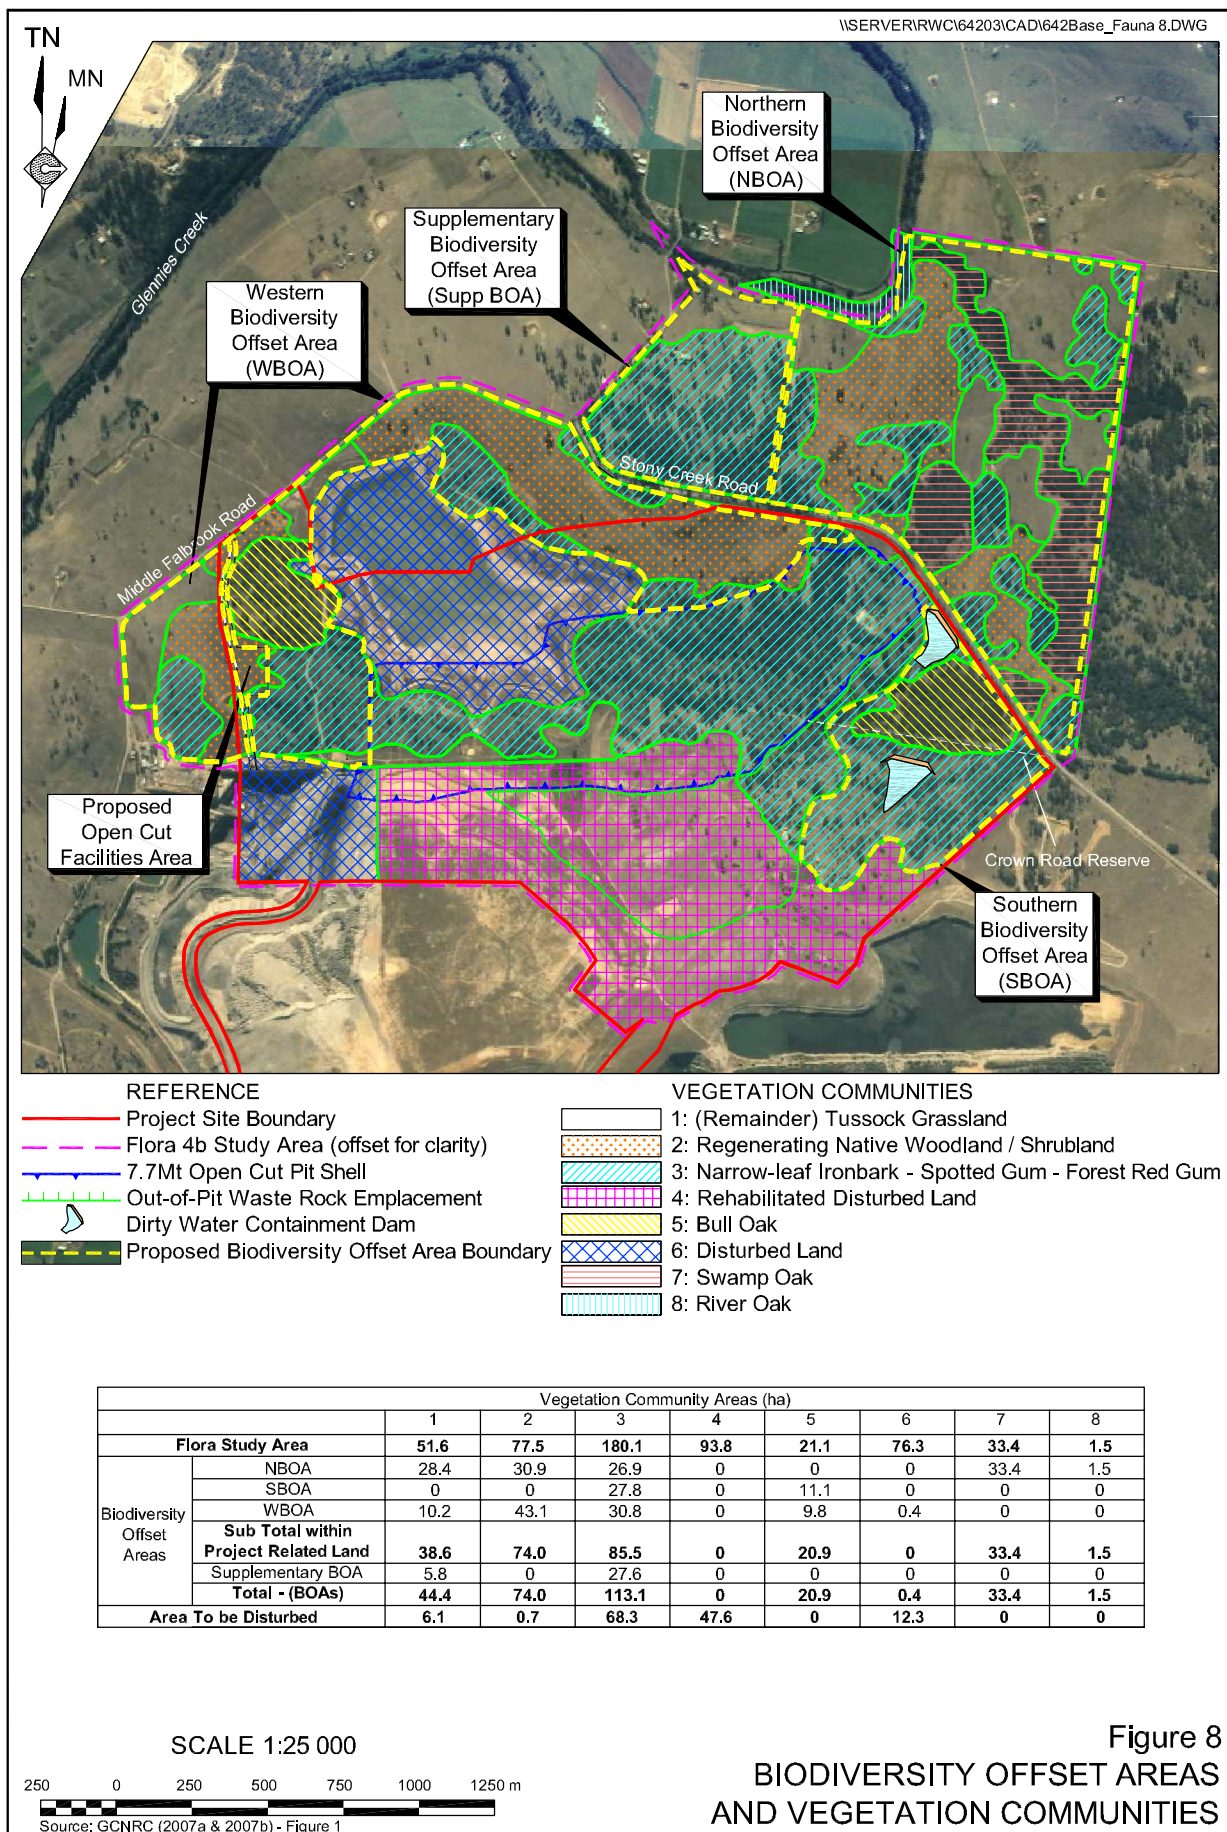 \\SERVER\RWC\64203\CAD\642Base_Fauna 8.DWG
TN
MN
Northern
Biodiversity
Offset Area
(NBOA)
Supplementary
Biodiversity
Offset Area
(Supp BOA)
Glennies Creek
Western
Biodiversity
Offset Area
(WBOA)
Stony Creek Road
Middle Falbrook Road
Proposed
Open Cut
Facilities Area
Crown Road Reserve
Southern
Biodiversity
Offset Area
(SBOA)
REFERENCE
Project Site Boundary
Flora 4b Study Area (offset for clarity)
7.7Mt Open Cut Pit Shell
Out-of-Pit Waste Rock Emplacement
Dirty Water Containment Dam
Proposed Biodiversity Offset Area Boundary
VEGETATION COMMUNITIES
1: (Remainder) Tussock Grassland
2: Regenerating Native Woodland / Shrubland
3: Narrow-leaf Ironbark - Spotted Gum - Forest Red Gum
4: Rehabilitated Disturbed Land
5: Bull Oak
6: Disturbed Land
7: Swamp Oak
8: River Oak
Vegetation Community Areas (ha)
1 2 3 4 5 6 7 8
Flora Study Area 51.6 77.5 180.1 93.8 21.1 76.3 33.4 1.5
Biodiversity
Offset
Areas
NBOA 28.4 30.9 26.9 0 0 0 33.4 1.5
SBOA 0 0 27.8 0 11.1 0 0 0
WBOA 10.2 43.1 30.8 0 9.8 0.4 0 0
Sub Total within
Project Related Land 38.6 74.0 85.5 0 20.9 0 33.4 1.5
Supplementary BOA 5.8 0 27.6 0 0 0 0 0
Total - (BOAs) 44.4 74.0 113.1 0 20.9 0.4 33.4 1.5
Area To be Disturbed 6.1 0.7 68.3 47.6 0 12.3 0 0
SCALE 1:25 000
250 0 250 500 750 1000 1250 m
Source: GCNRC (2007a & 2007b) - Figure 1
Figure 8
BIODIVERSITY OFFSET AREAS
AND VEGETATION COMMUNITIES